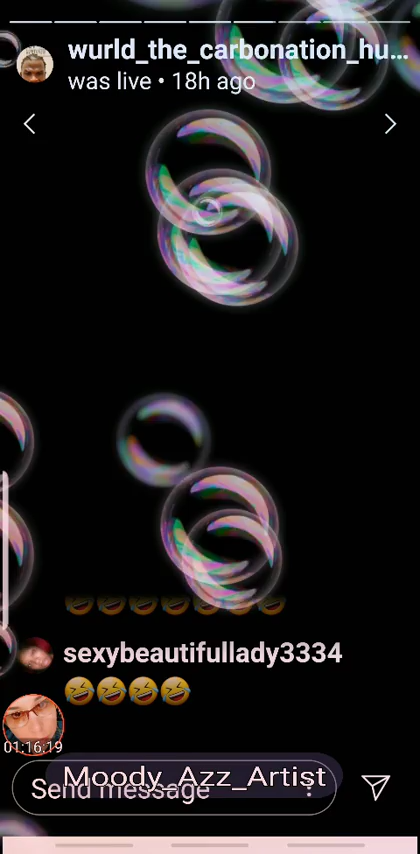 wurld_the_carbonation_hu...
was live • 18h ago
🤣🤣🤣🤣🤣🤣🤣
sexybeautifullady3334
🤣🤣🤣🤣
01:16:19
Moody_Azz_Artist
Send message